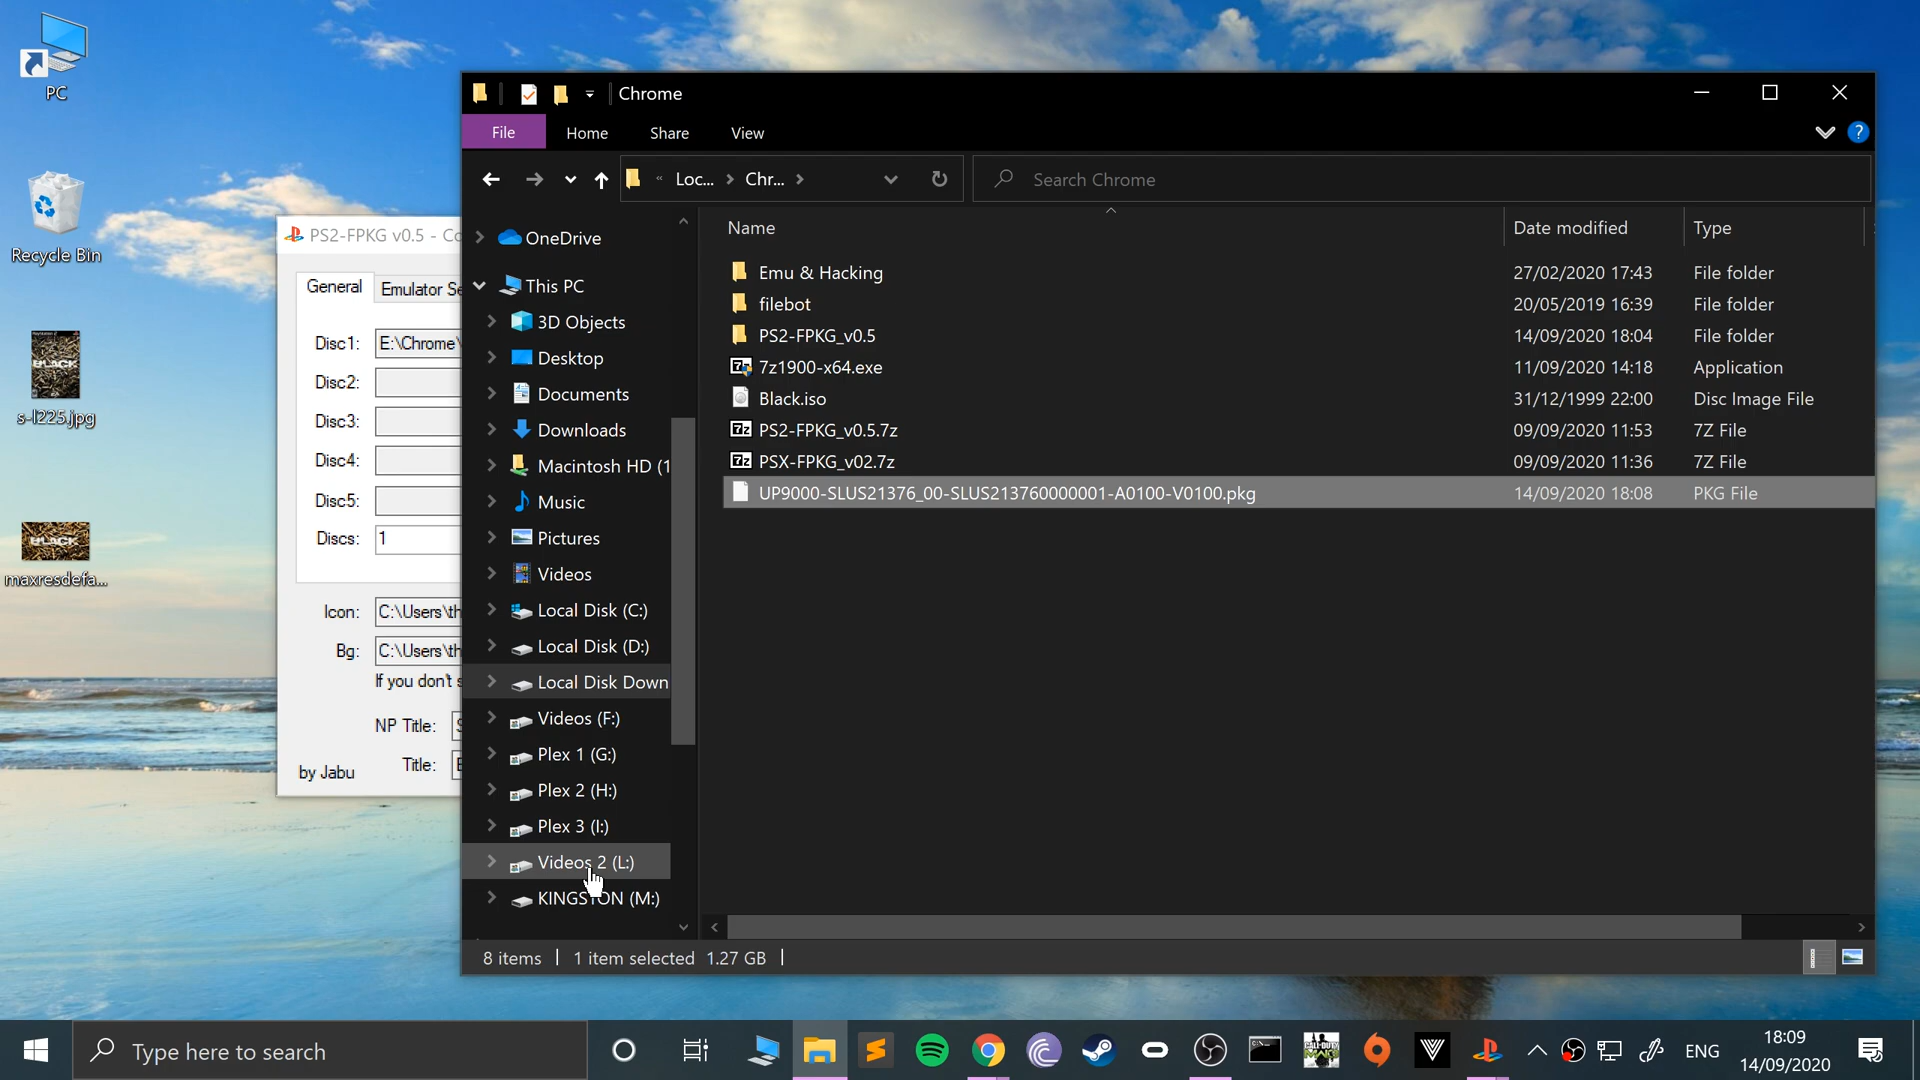 PC
Recycle Bin
s-l225.jpg
maxresdefa...
PS2-FPKG v0.5 - Co
General
Emulator Se
Disc1:
E:\Chrome\
Disc2:
Disc3:
Disc4:
Disc5:
Discs:
1
Icon:
C:\Users\th
Bg:
C:\Users\th
If you don't s
NP Title:
by Jabu
Title:
Chrome
File
Home
Share
View
?
« Loc... > Chr... >
Search Chrome
OneDrive
This PC
3D Objects
Desktop
Documents
Downloads
Macintosh HD (1
Music
Pictures
Videos
Local Disk (C:)
Local Disk (D:)
Local Disk Down
Videos (F:)
Plex 1 (G:)
Plex 2 (H:)
Plex 3 (I:)
Videos 2 (L:)
KINGSTON (M:)
Name
Date modified
Type
Emu & Hacking
27/02/2020 17:43
File folder
filebot
20/05/2019 16:39
File folder
PS2-FPKG_v0.5
14/09/2020 18:04
File folder
7z1900-x64.exe
11/09/2020 14:18
Application
Black.iso
31/12/1999 22:00
Disc Image File
PS2-FPKG_v0.5.7z
09/09/2020 11:53
7Z File
PSX-FPKG_v02.7z
09/09/2020 11:36
7Z File
UP9000-SLUS21376_00-SLUS213760000001-A0100-V0100.pkg
14/09/2020 18:08
PKG File
8 items
1 item selected 1.27 GB
Type here to search
ENG
18:09
14/09/2020